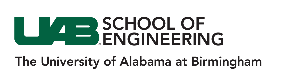 UAB SCHOOL OF
ENGINEERING
The University of Alabama at Birmingham